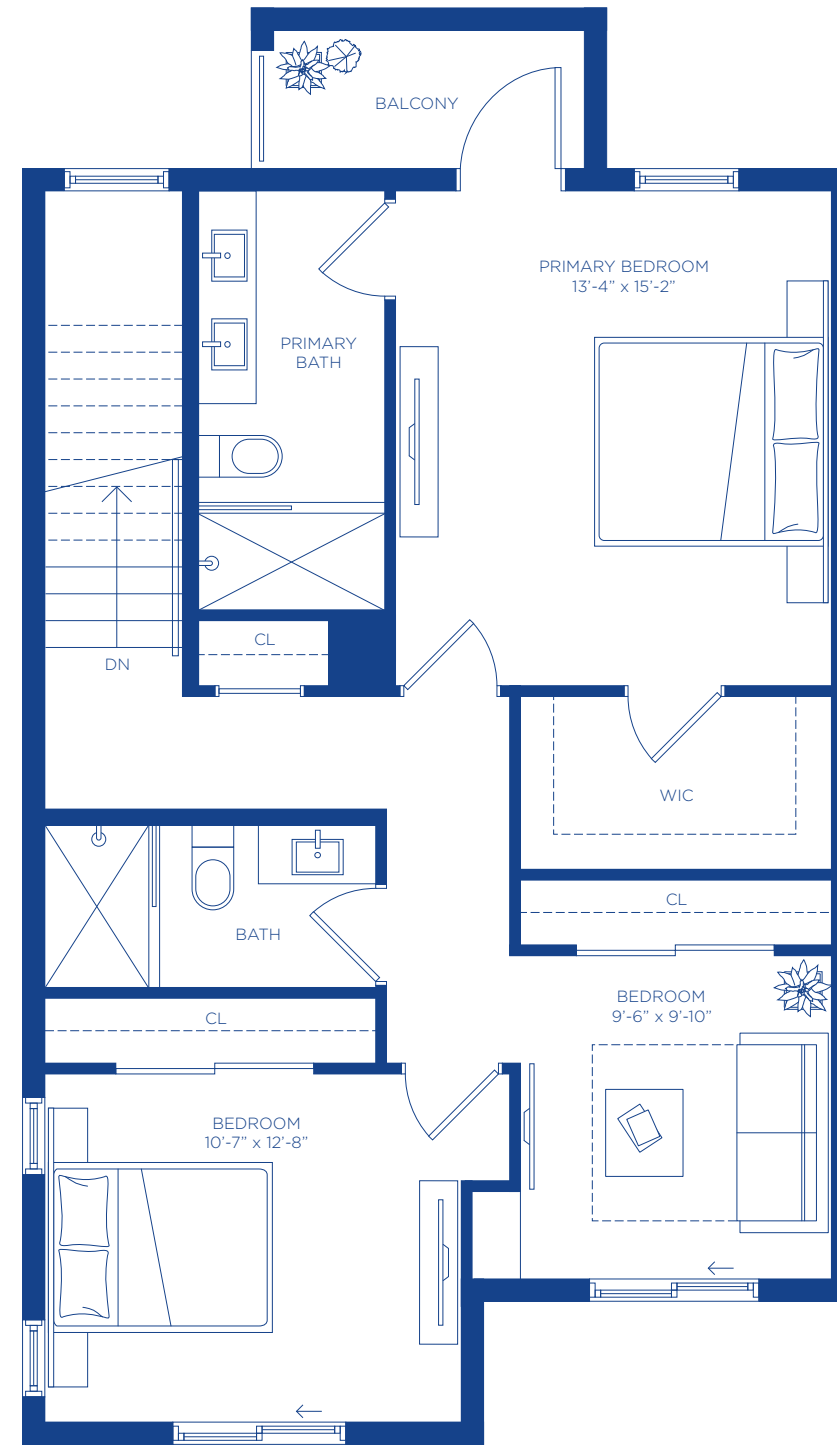 BALCONY
PRIMARY BEDROOM
13’-4” x 15’-2”
PRIMARY
BATH
CL
DN
WIC
CL
BATH
BEDROOM
9’-6” x 9’-10”
CL
BEDROOM
10’-7” x 12’-8”